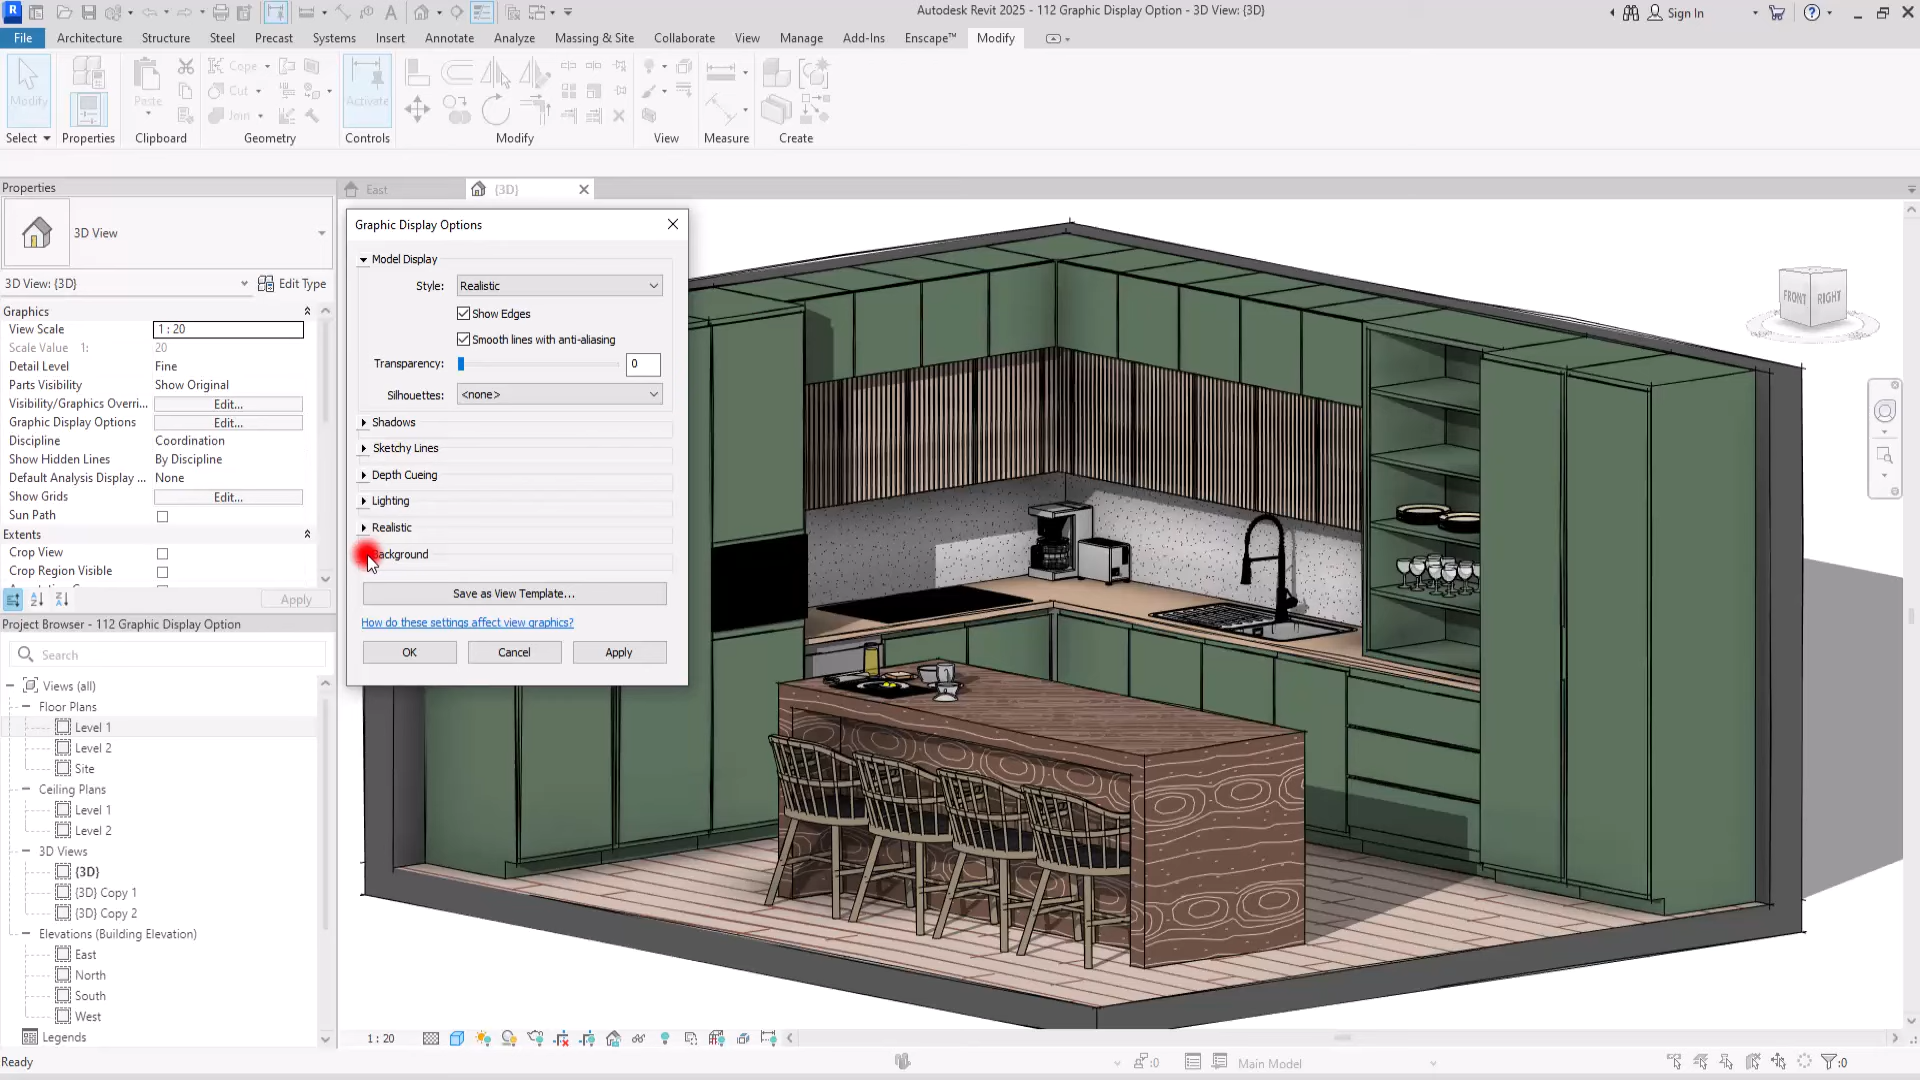 Autodesk Revit 2025 - 112 Graphic Display Option - 3D View: {3D}
Sign In
File
Architecture
Structure
Steel
Precast
Systems
Insert
Annotate
Analyze
Massing & Site
Collaborate
View
Manage
Add-Ins
Enscape™
Modify
Modify
Paste
Cope
Cut
Join
Activate
Select
Properties
Clipboard
Geometry
Controls
Modify
View
Measure
Create
Properties
3D View
3D View: {3D}
Edit Type
Graphics
View Scale
1 : 20
Scale Value 1:
20
Detail Level
Fine
Parts Visibility
Show Original
Visibility/Graphics Overri...
Edit...
Graphic Display Options
Edit...
Discipline
Coordination
Show Hidden Lines
By Discipline
Default Analysis Display ...
None
Show Grids
Edit...
Sun Path
Extents
Crop View
Crop Region Visible
Apply
Project Browser - 112 Graphic Display Option
Search
Views (all)
Floor Plans
Level 1
Level 2
Site
Ceiling Plans
Level 1
Level 2
3D Views
{3D}
{3D} Copy 1
{3D} Copy 2
Elevations (Building Elevation)
East
North
South
West
Legends
Ready
East
{3D}
Graphic Display Options
Model Display
Style:
Realistic
Show Edges
Smooth lines with anti-aliasing
Transparency:
0
Silhouettes:
<none>
Shadows
Sketchy Lines
Depth Cueing
Lighting
Realistic
Background
Save as View Template...
How do these settings affect view graphics?
OK
Cancel
Apply
FRONT
RIGHT
1 : 20
:0
Main Model
:0